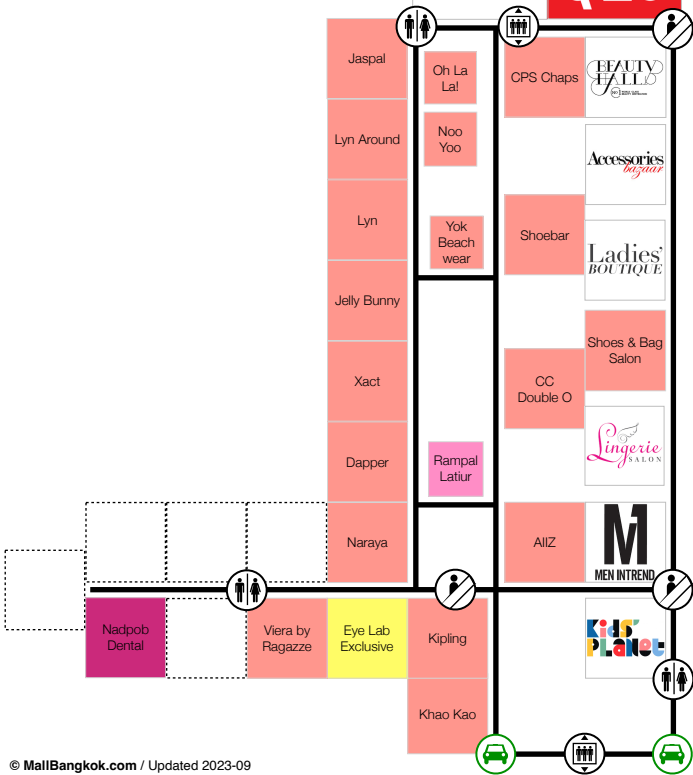 Jaspal
Oh La
La!
CPS Chaps
BEAUTY
HALL
Lyn Around
Noo
Yoo
Accessories
bazaar
Lyn
Yok
Beach
wear
Shoebar
Ladies'
BOUTIQUE
Jelly Bunny
Shoes & Bag
Salon
Xact
CC
Double O
Dapper
Rampal
Latiur
Lingerie
SALON
Naraya
AIIZ
M1
MEN INTREND
Nadpob
Dental
Viera by
Ragazze
Eye Lab
Exclusive
Kipling
Kids'
PLanet
Khao Kao
© MallBangkok.com / Updated 2023-09